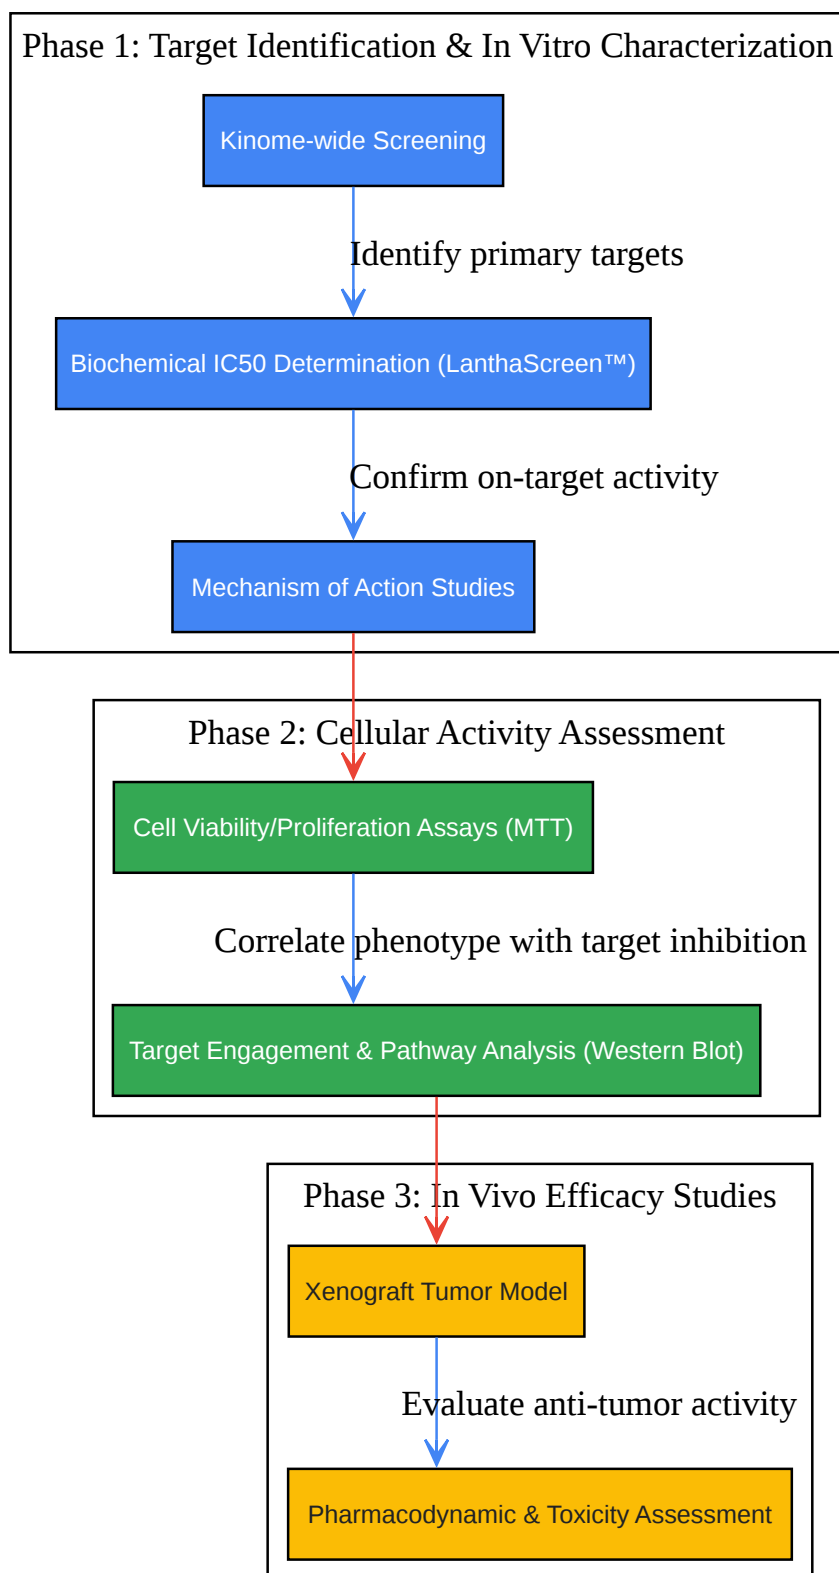 Phase 1: Target Identification & In Vitro Characterization
Kinome-wide Screening
Identify primary targets
Biochemical IC50 Determination (LanthaScreen™)
Confirm on-target activity
Mechanism of Action Studies
Phase 2: Cellular Activity Assessment
Cell Viability/Proliferation Assays (MTT)
Correlate phenotype with target inhibition
Target Engagement & Pathway Analysis (Western Blot)
Phase 3: In Vivo Efficacy Studies
Xenograft Tumor Model
Evaluate anti-tumor activity
Pharmacodynamic & Toxicity Assessment